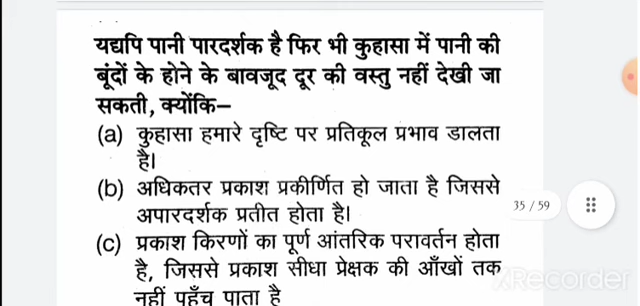 यद्यपि पानी पारदर्शक है फिर भी कुहासा में पानी की
बूंदों के होने के बावजूद दूर की वस्तु नहीं देखी जा
सकती, क्योंकि–
(a) कुहासा हमारे दृष्टि पर प्रतिकूल प्रभाव डालता
है।
(b) अधिकतर प्रकाश प्रकीर्णित हो जाता है जिससे
अपारदर्शक प्रतीत होता है।
35 / 59
(c) प्रकाश किरणों का पूर्ण आंतरिक परावर्तन होता
है, जिससे प्रकाश सीधा प्रेक्षक की आँखों तक
नहीं पहुँच पाता है
XRecorder